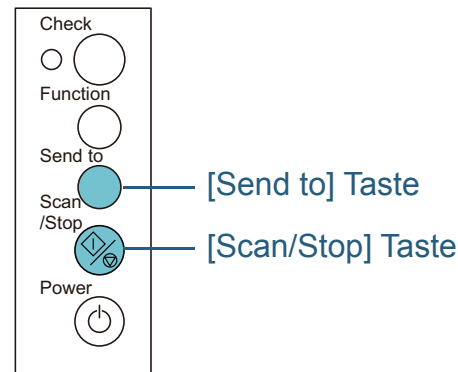 Check
Function
Send to
[Send to] Taste
Scan
/Stop
[Scan/Stop] Taste
Power